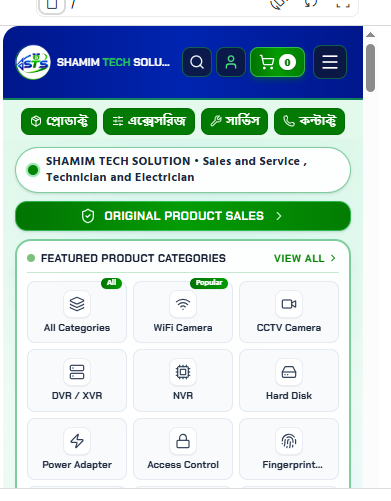 /
STS
SHAMIM TECH SOLU...
0
প্রোডাক্ট
এক্সেসরিজ
সার্ভিস
কন্টাক্ট
SHAMIM TECH SOLUTION • Sales and Service ,
Technician and Electrician
ORIGINAL PRODUCT SALES
FEATURED PRODUCT CATEGORIES
VIEW ALL
All
All Categories
Popular
WiFi Camera
CCTV Camera
DVR / XVR
NVR
Hard Disk
Power Adapter
Access Control
Fingerprint...